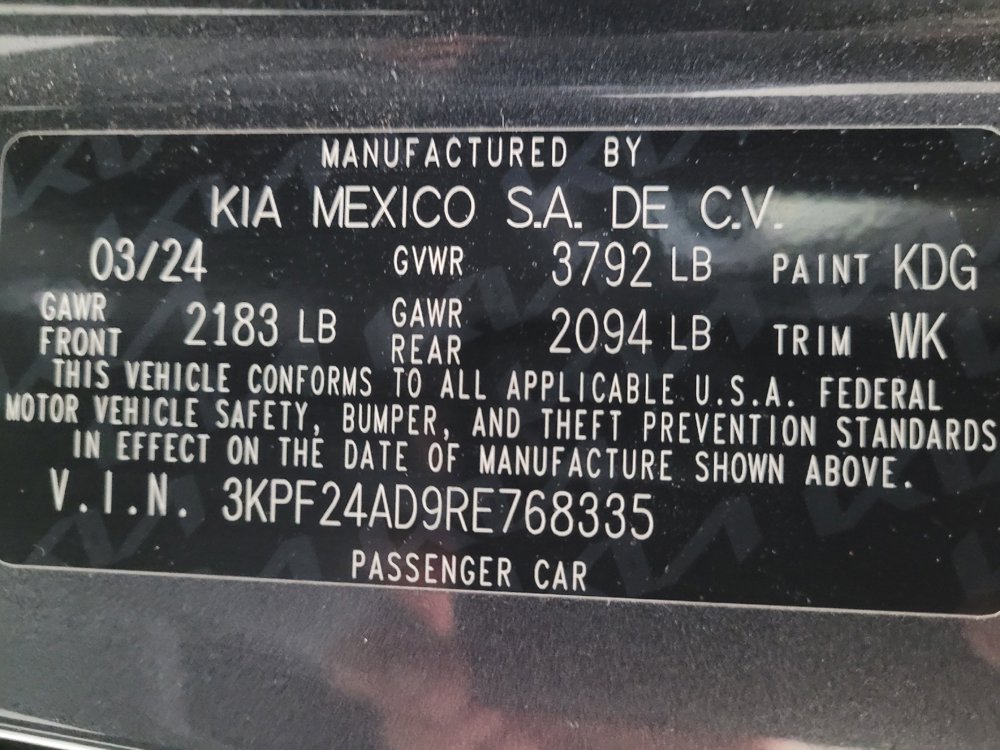 MANUFACTURED BY
KIA MEXICO S.A. DE C.V.
03/24 GVWR 3792 LB PAINT KDG
GAWR FRONT 2183 LB GAWR REAR 2094 LB TRIM WK
THIS VEHICLE CONFORMS TO ALL APPLICABLE U.S.A. FEDERAL
MOTOR VEHICLE SAFETY, BUMPER, AND THEFT PREVENTION STANDARDS
IN EFFECT ON THE DATE OF MANUFACTURE SHOWN ABOVE.
V.I.N. 3KPF24AD9RE768335
PASSENGER CAR